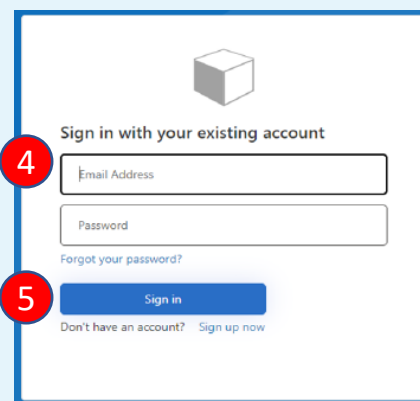 Sign in with your existing account
4
Email Address
Password
Forgot your password?
5
Sign in
Don't have an account? Sign up now